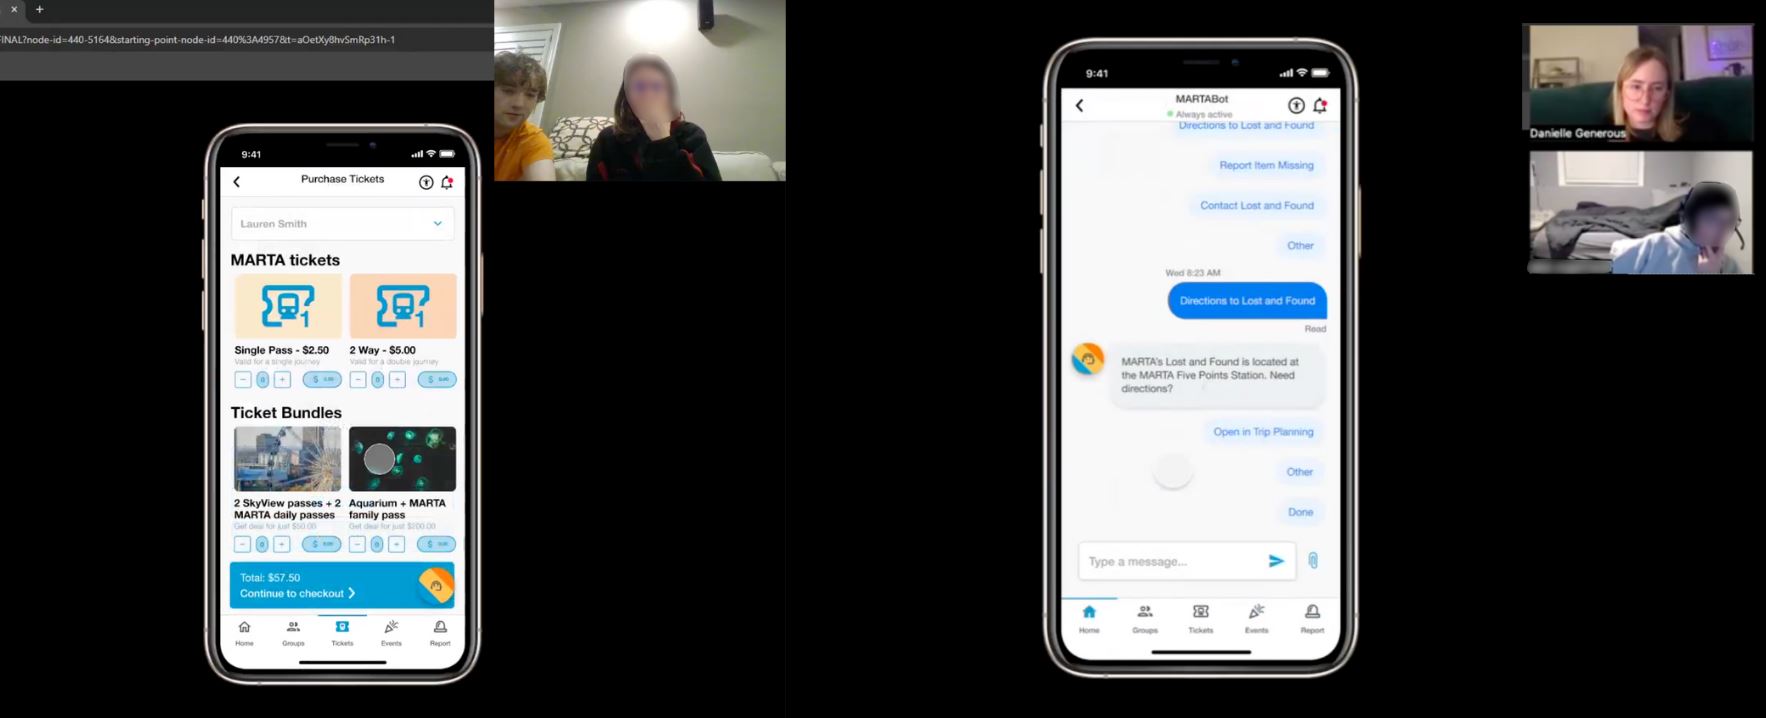 INAL?node-id=440-5164&starting-point-node-id=440%3A4957&t=aOetXy8hvSmRp31h-1
9:41
Purchase Tickets
Lauren Smith
MARTA tickets
1
1
Single Pass - $2.50
Valid for a single journey
2 Way - $5.00
Valid for a double journey
0
$
0
$
Ticket Bundles
2 SkyView passes + 2
MARTA daily passes
Get deal for just $50.00
Aquarium + MARTA
family pass
Get deal for just $200.00
0
$
0
$
Total: $57.50
Continue to checkout
Home
Groups
Tickets
Events
Report
9:41
MARTABot
Always active
Directions to Lost and Found
Report Item Missing
Contact Lost and Found
Other
Wed 8:23 AM
Directions to Lost and Found
Read
MARTA's Lost and Found is located at
the MARTA Five Points Station. Need
directions?
Open in Trip Planning
Other
Done
Type a message...
Home
Groups
Tickets
Events
Report
Danielle Generous